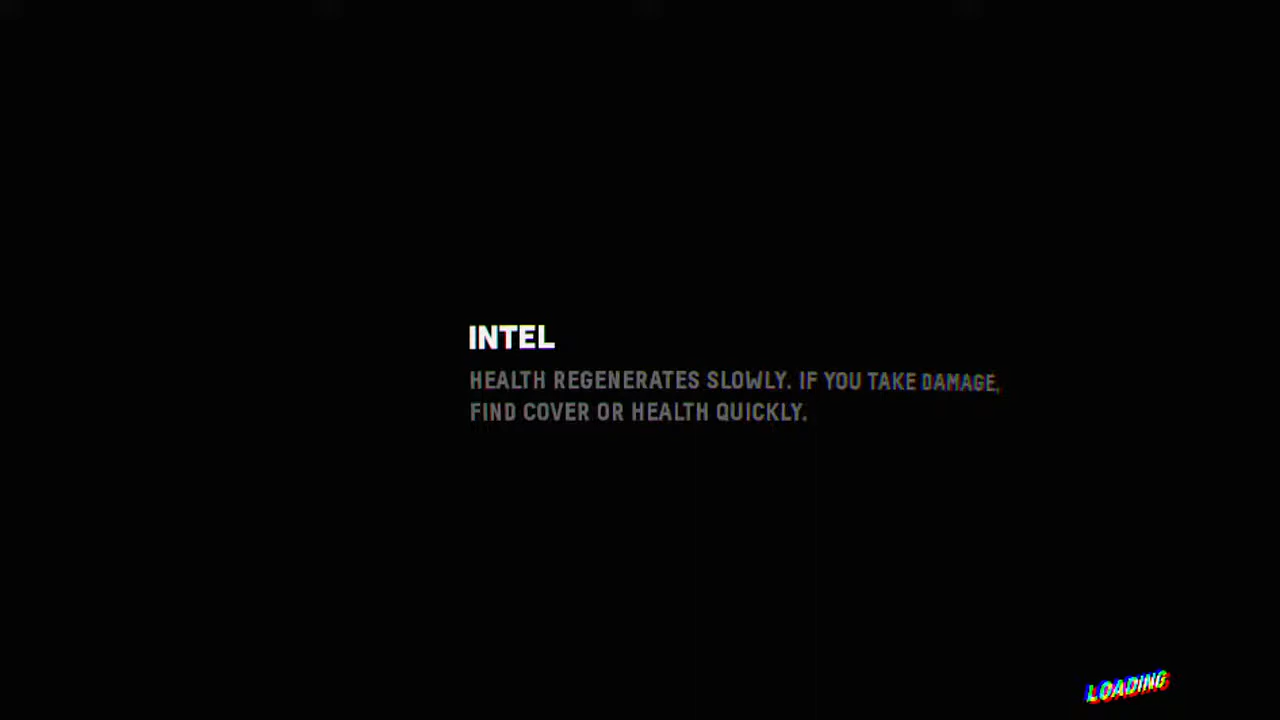 INTEL
HEALTH REGENERATES SLOWLY. IF YOU TAKE DAMAGE,
FIND COVER OR HEALTH QUICKLY.
LOADING